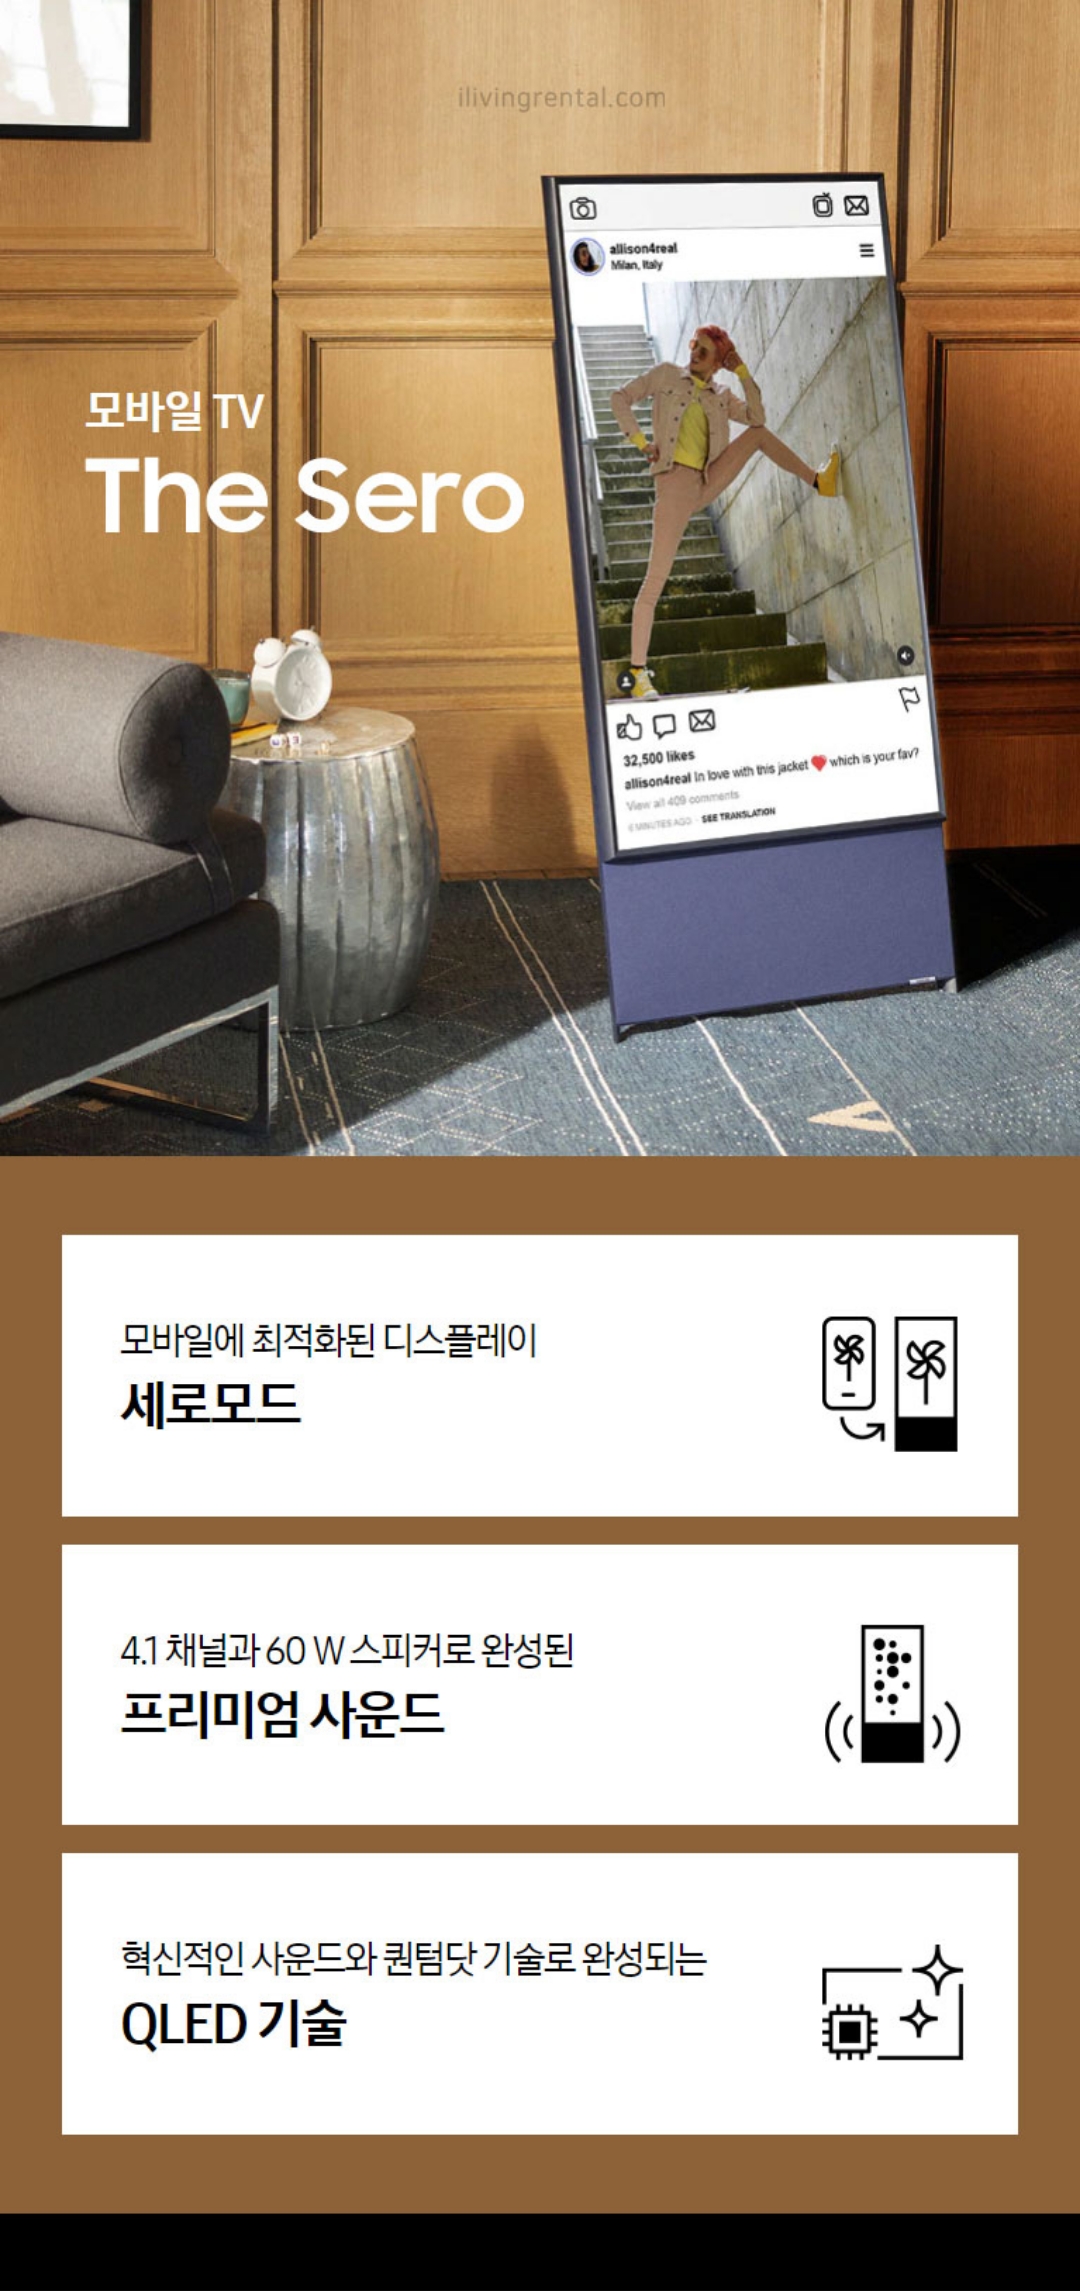 ilivingrental.com
allison4real
Milan, Italy
모바일 TV
The Sero
32,500 likes
allison4real In love with this jacket ❤️ which is your fav?
View all 409 comments
6 MINUTES AGO · SEE TRANSLATION
모바일에 최적화된 디스플레이
세로모드
4.1 채널과 60 W 스피커로 완성된
프리미엄 사운드
혁신적인 사운드와 퀀텀닷 기술로 완성되는
QLED 기술